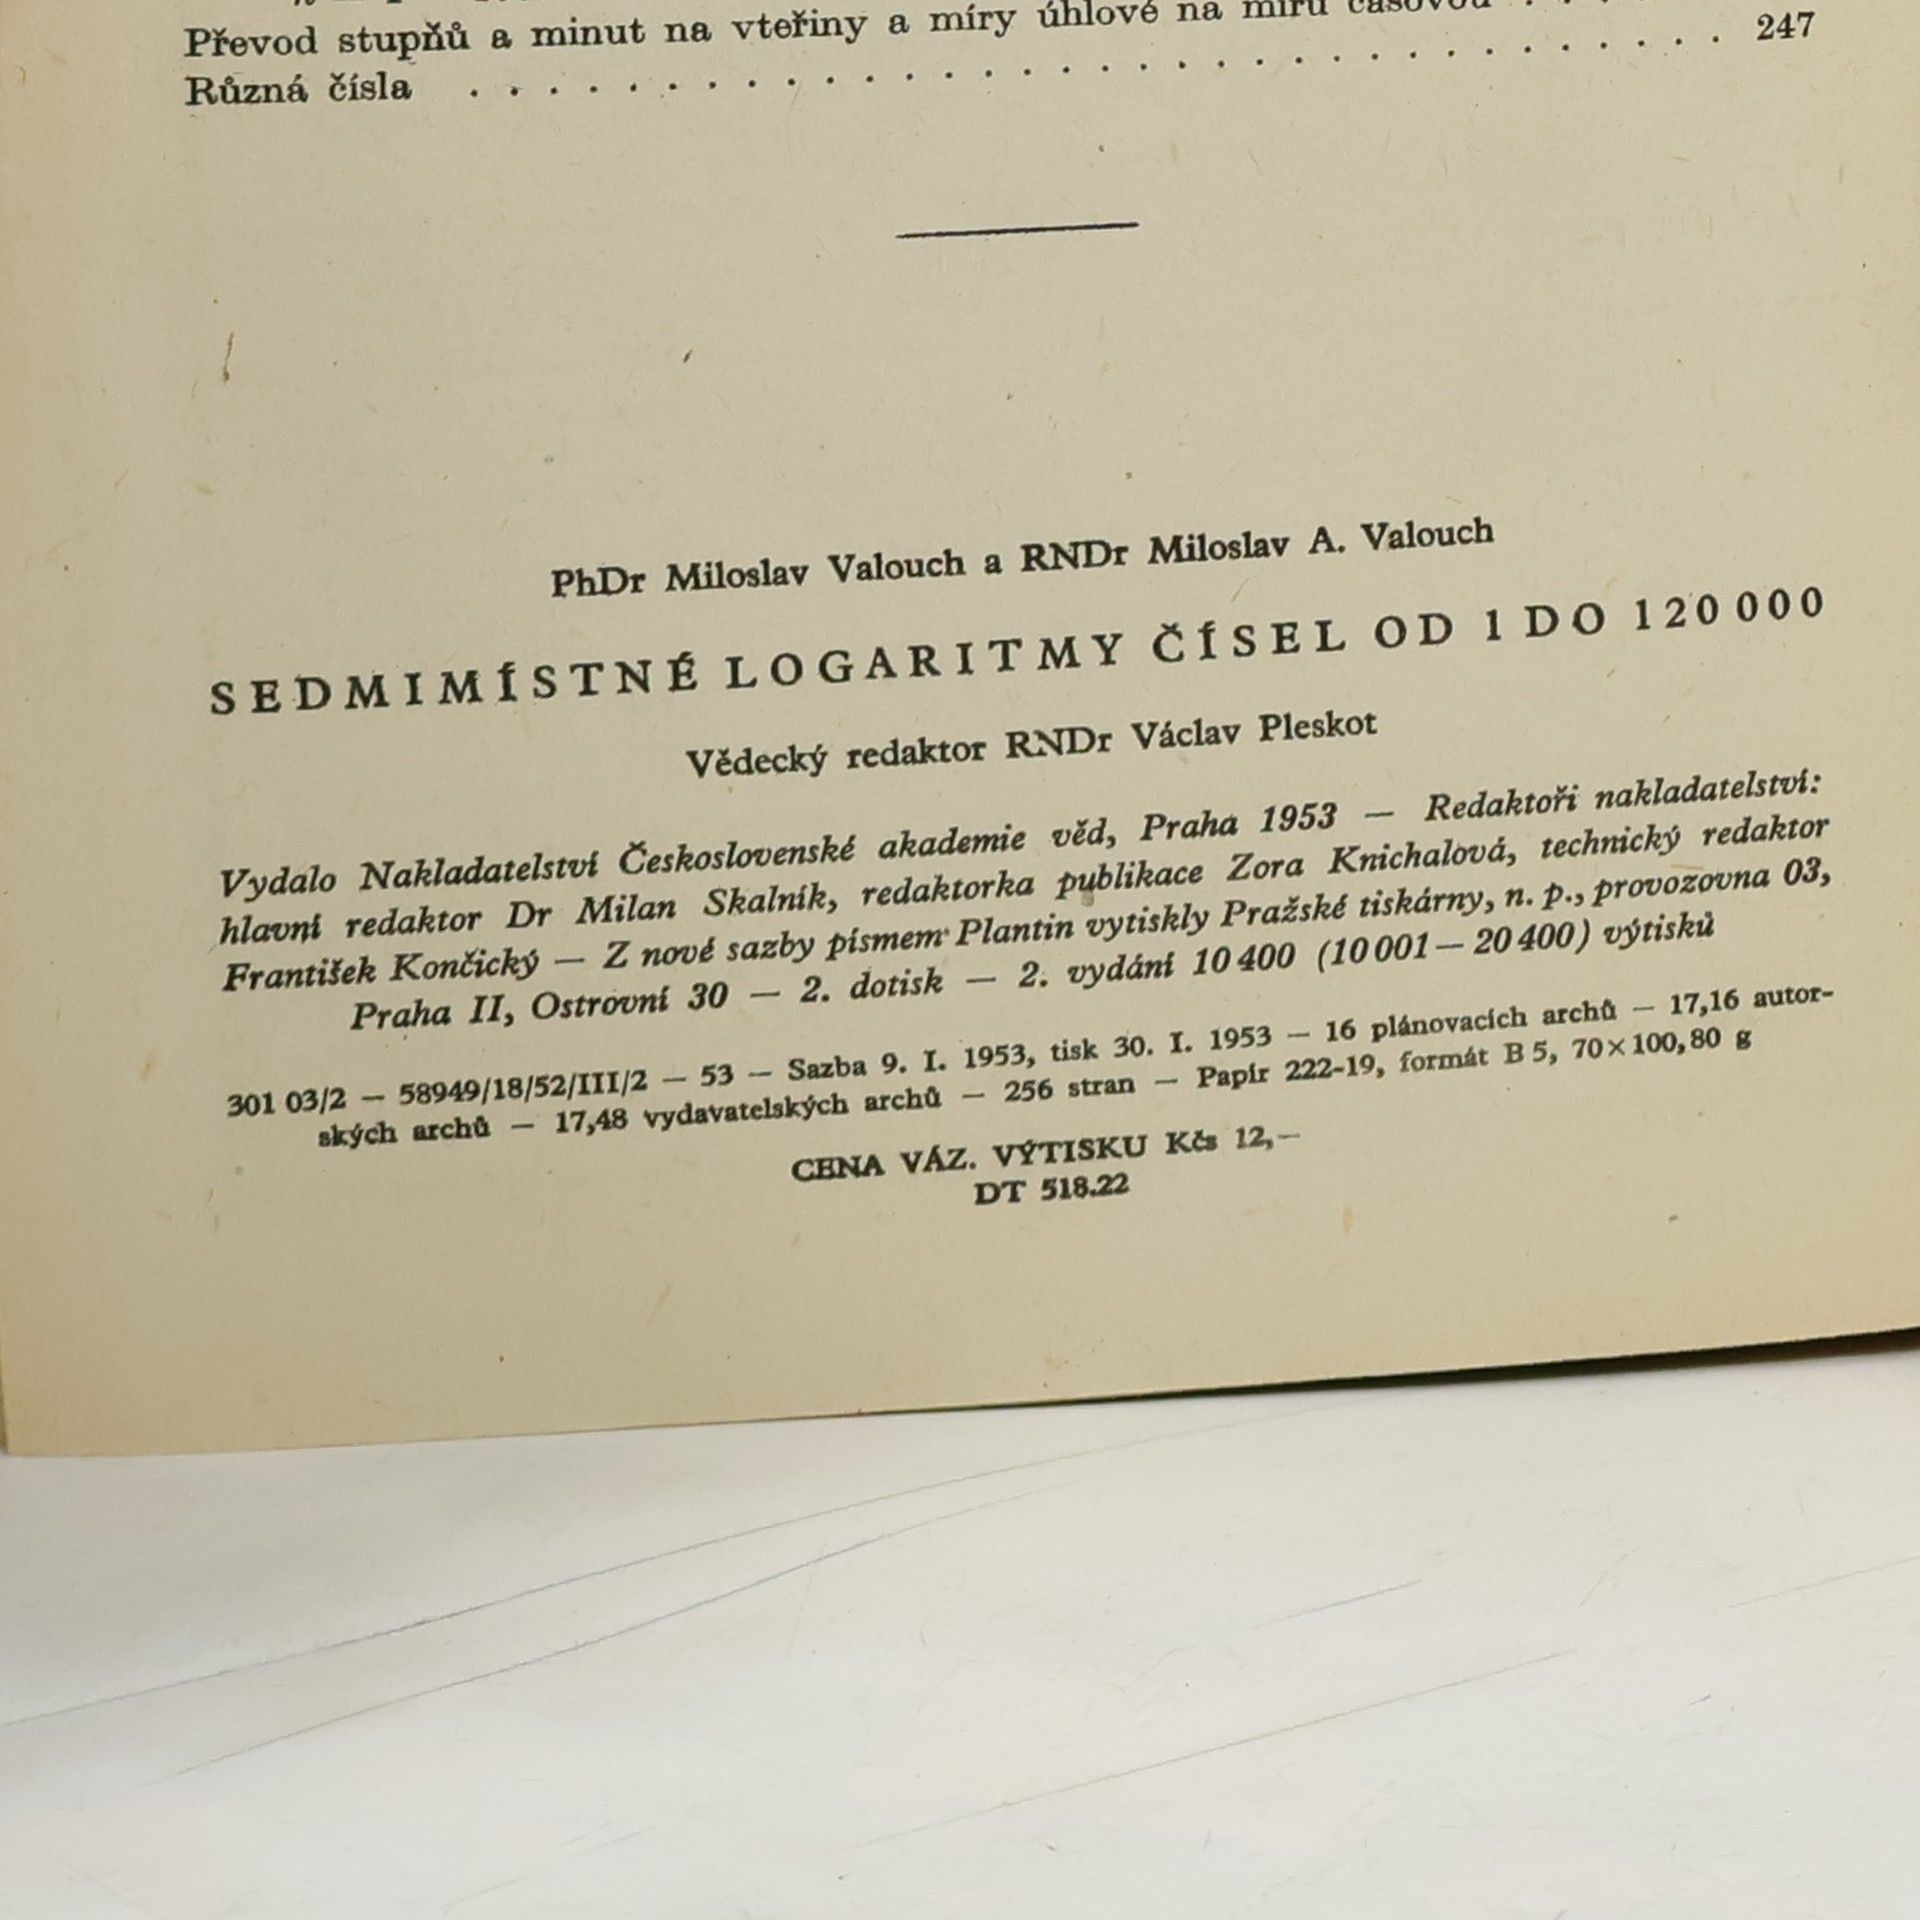 Převod stupňů a minut na vteřiny a míry úhlové na míru časovou . . .
Různá čísla . . . . . . . . . . . . . . . . . . . . . . . . . . . . . . . . 247
PhDr Miloslav Valouch a RNDr Miloslav A. Valouch
SEDMIMÍSTNÉ LOGARITMY ČÍSEL OD 1 DO 120 000
Vědecký redaktor RNDr Václav Pleskot
Vydalo Nakladatelství Československé akademie věd, Praha 1953 — Redaktoři nakladatelství:
hlavní redaktor Dr Milan Skalník, redaktorka publikace Zora Knichalová, technický redaktor
František Končický — Z nové sazby písmem Plantin vytiskly Pražské tiskárny, n. p., provozovna 03,
Praha II, Ostrovní 30 — 2. dotisk — 2. vydání 10 400 (10 001 — 20 400) výtisků
301 03/2 — 58949/18/52/III/2 — 53 — Sazba 9. I. 1953, tisk 30. I. 1953 — 16 plánovacích archů — 17,16 autor-
ských archů — 17,48 vydavatelských archů — 256 stran — Papír 222-19, formát B 5, 70×100, 80 g
CENA VÁZ. VÝTISKU Kčs 12,—
DT 518.22